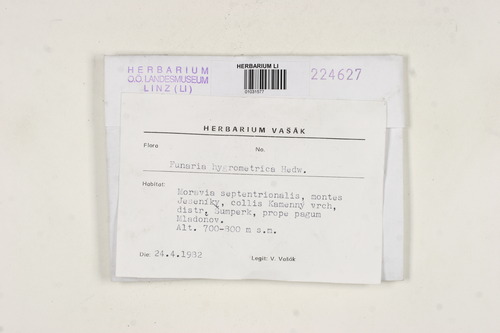 HERBARIUM
O.Ö. LANDESMUSEUM
LINZ (LI)
HERBARIUM LI
224627
HERBARIUM VAŠÁK
Flora
No.
Funaria hygrometrica Hedw.
Habitat:
Moravia septentrionalis, montes
Jeseníky, collis Kamenný vrch,
distr. Šumperk, prope pagum
Mladoňov.
Alt. 700-800 m s.m.
Die: 24.4.1982
Legit: V. Vašák